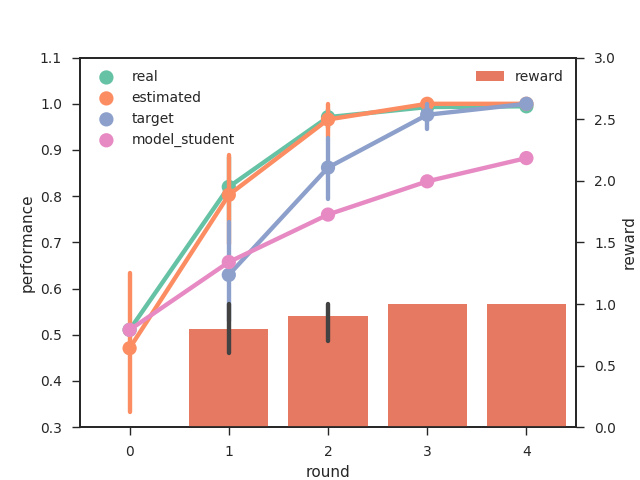 real
estimated
target
model_student
reward
1.1
1.0
0.9
0.8
0.7
0.6
0.5
0.4
0.3
performance
3.0
2.5
2.0
1.5
1.0
0.5
0.0
reward
0 1 2 3 4
round